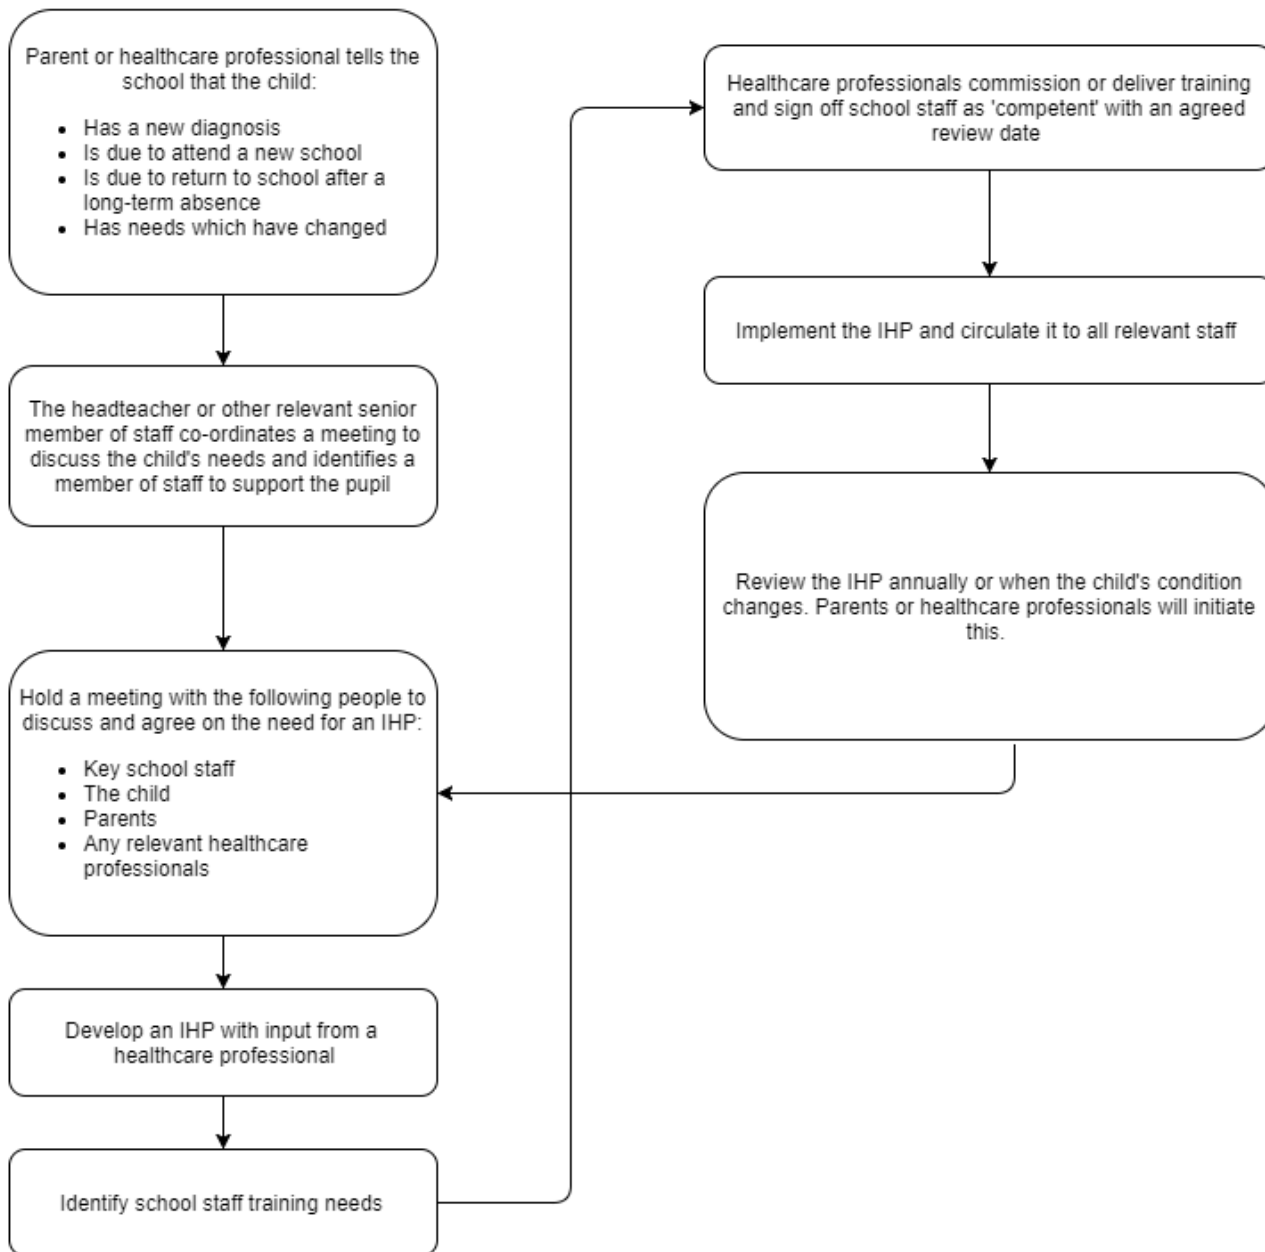 Parent or healthcare professional tells the
school that the child:
• Has a new diagnosis
• Is due to attend a new school
• Is due to return to school after a
long-term absence
• Has needs which have changed
The headteacher or other relevant senior
member of staff co-ordinates a meeting to
discuss the child's needs and identifies a
member of staff to support the pupil
Hold a meeting with the following people to
discuss and agree on the need for an IHP:
• Key school staff
• The child
• Parents
• Any relevant healthcare
professionals
Develop an IHP with input from a
healthcare professional
Identify school staff training needs
Healthcare professionals commission or deliver training
and sign off school staff as 'competent' with an agreed
review date
Implement the IHP and circulate it to all relevant staff
Review the IHP annually or when the child's condition
changes. Parents or healthcare professionals will initiate
this.